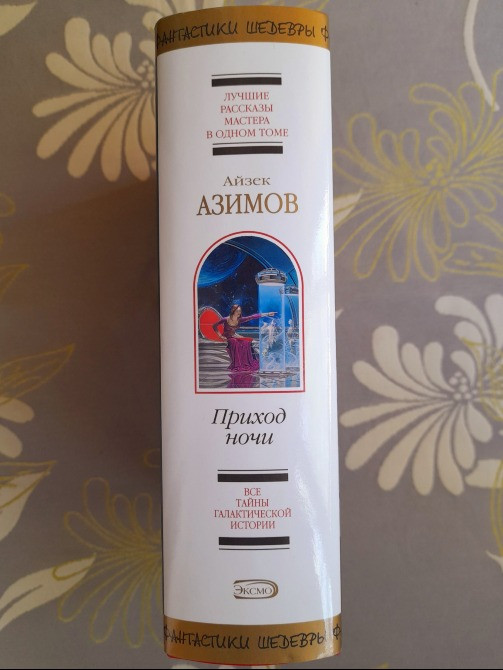 ФАНТАСТИКИ ШЕДЕВРЫ Ф
ЛУЧШИЕ
РАССКАЗЫ
МАСТЕРА
В ОДНОМ ТОМЕ
Айзек
АЗИМОВ
Приход
ночи
ВСЕ
ТАЙНЫ
ГАЛАКТИЧЕСКОЙ
ИСТОРИИ
ЭКСМО
ФАНТАСТИКИ ШЕДЕВРЫ Ф